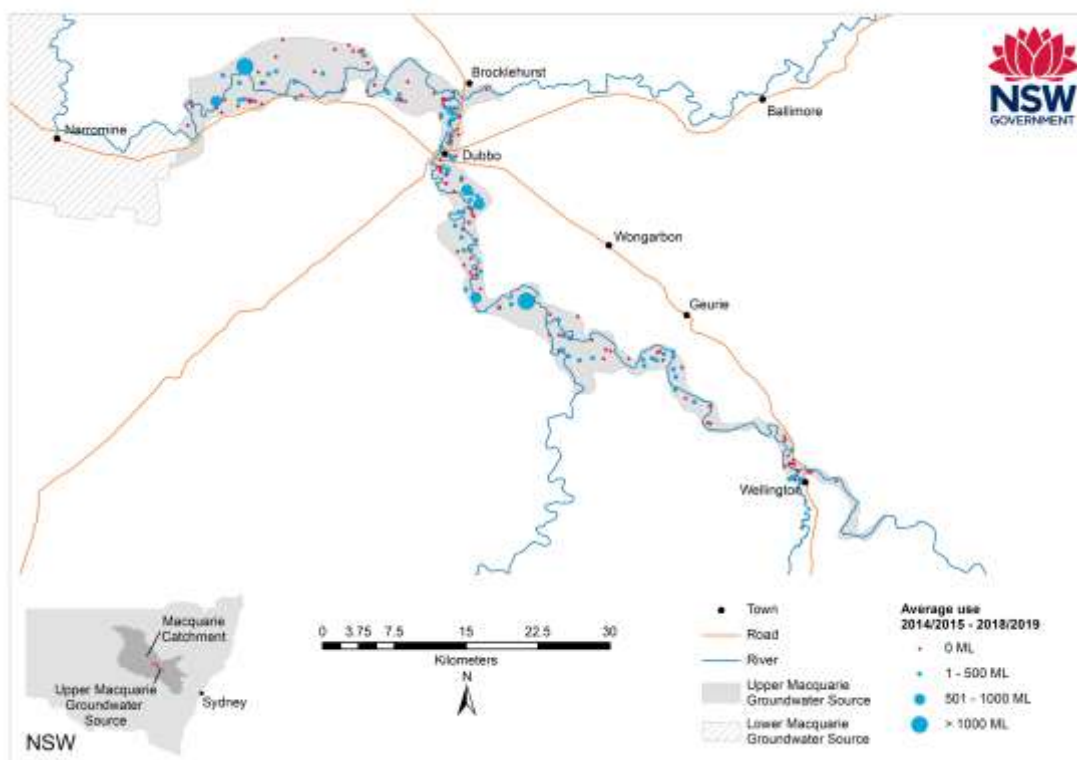 Brocklehurst
Ballimore
NSW
GOVERNMENT
Narromine
Dubbo
Wongarbon
Geurie
Wellington
Macquarie
Catchment
Upper Macquarie
Groundwater
Source
Sydney
NSW
0 3.75 7.5 15 22.5 30
Kilometers
N
Town
Road
River
Upper Macquarie
Groundwater Source
Lower Macquarie
Groundwater Source
Average use
2014/2015 - 2018/2019
0 ML
1 - 500 ML
501 - 1000 ML
> 1000 ML